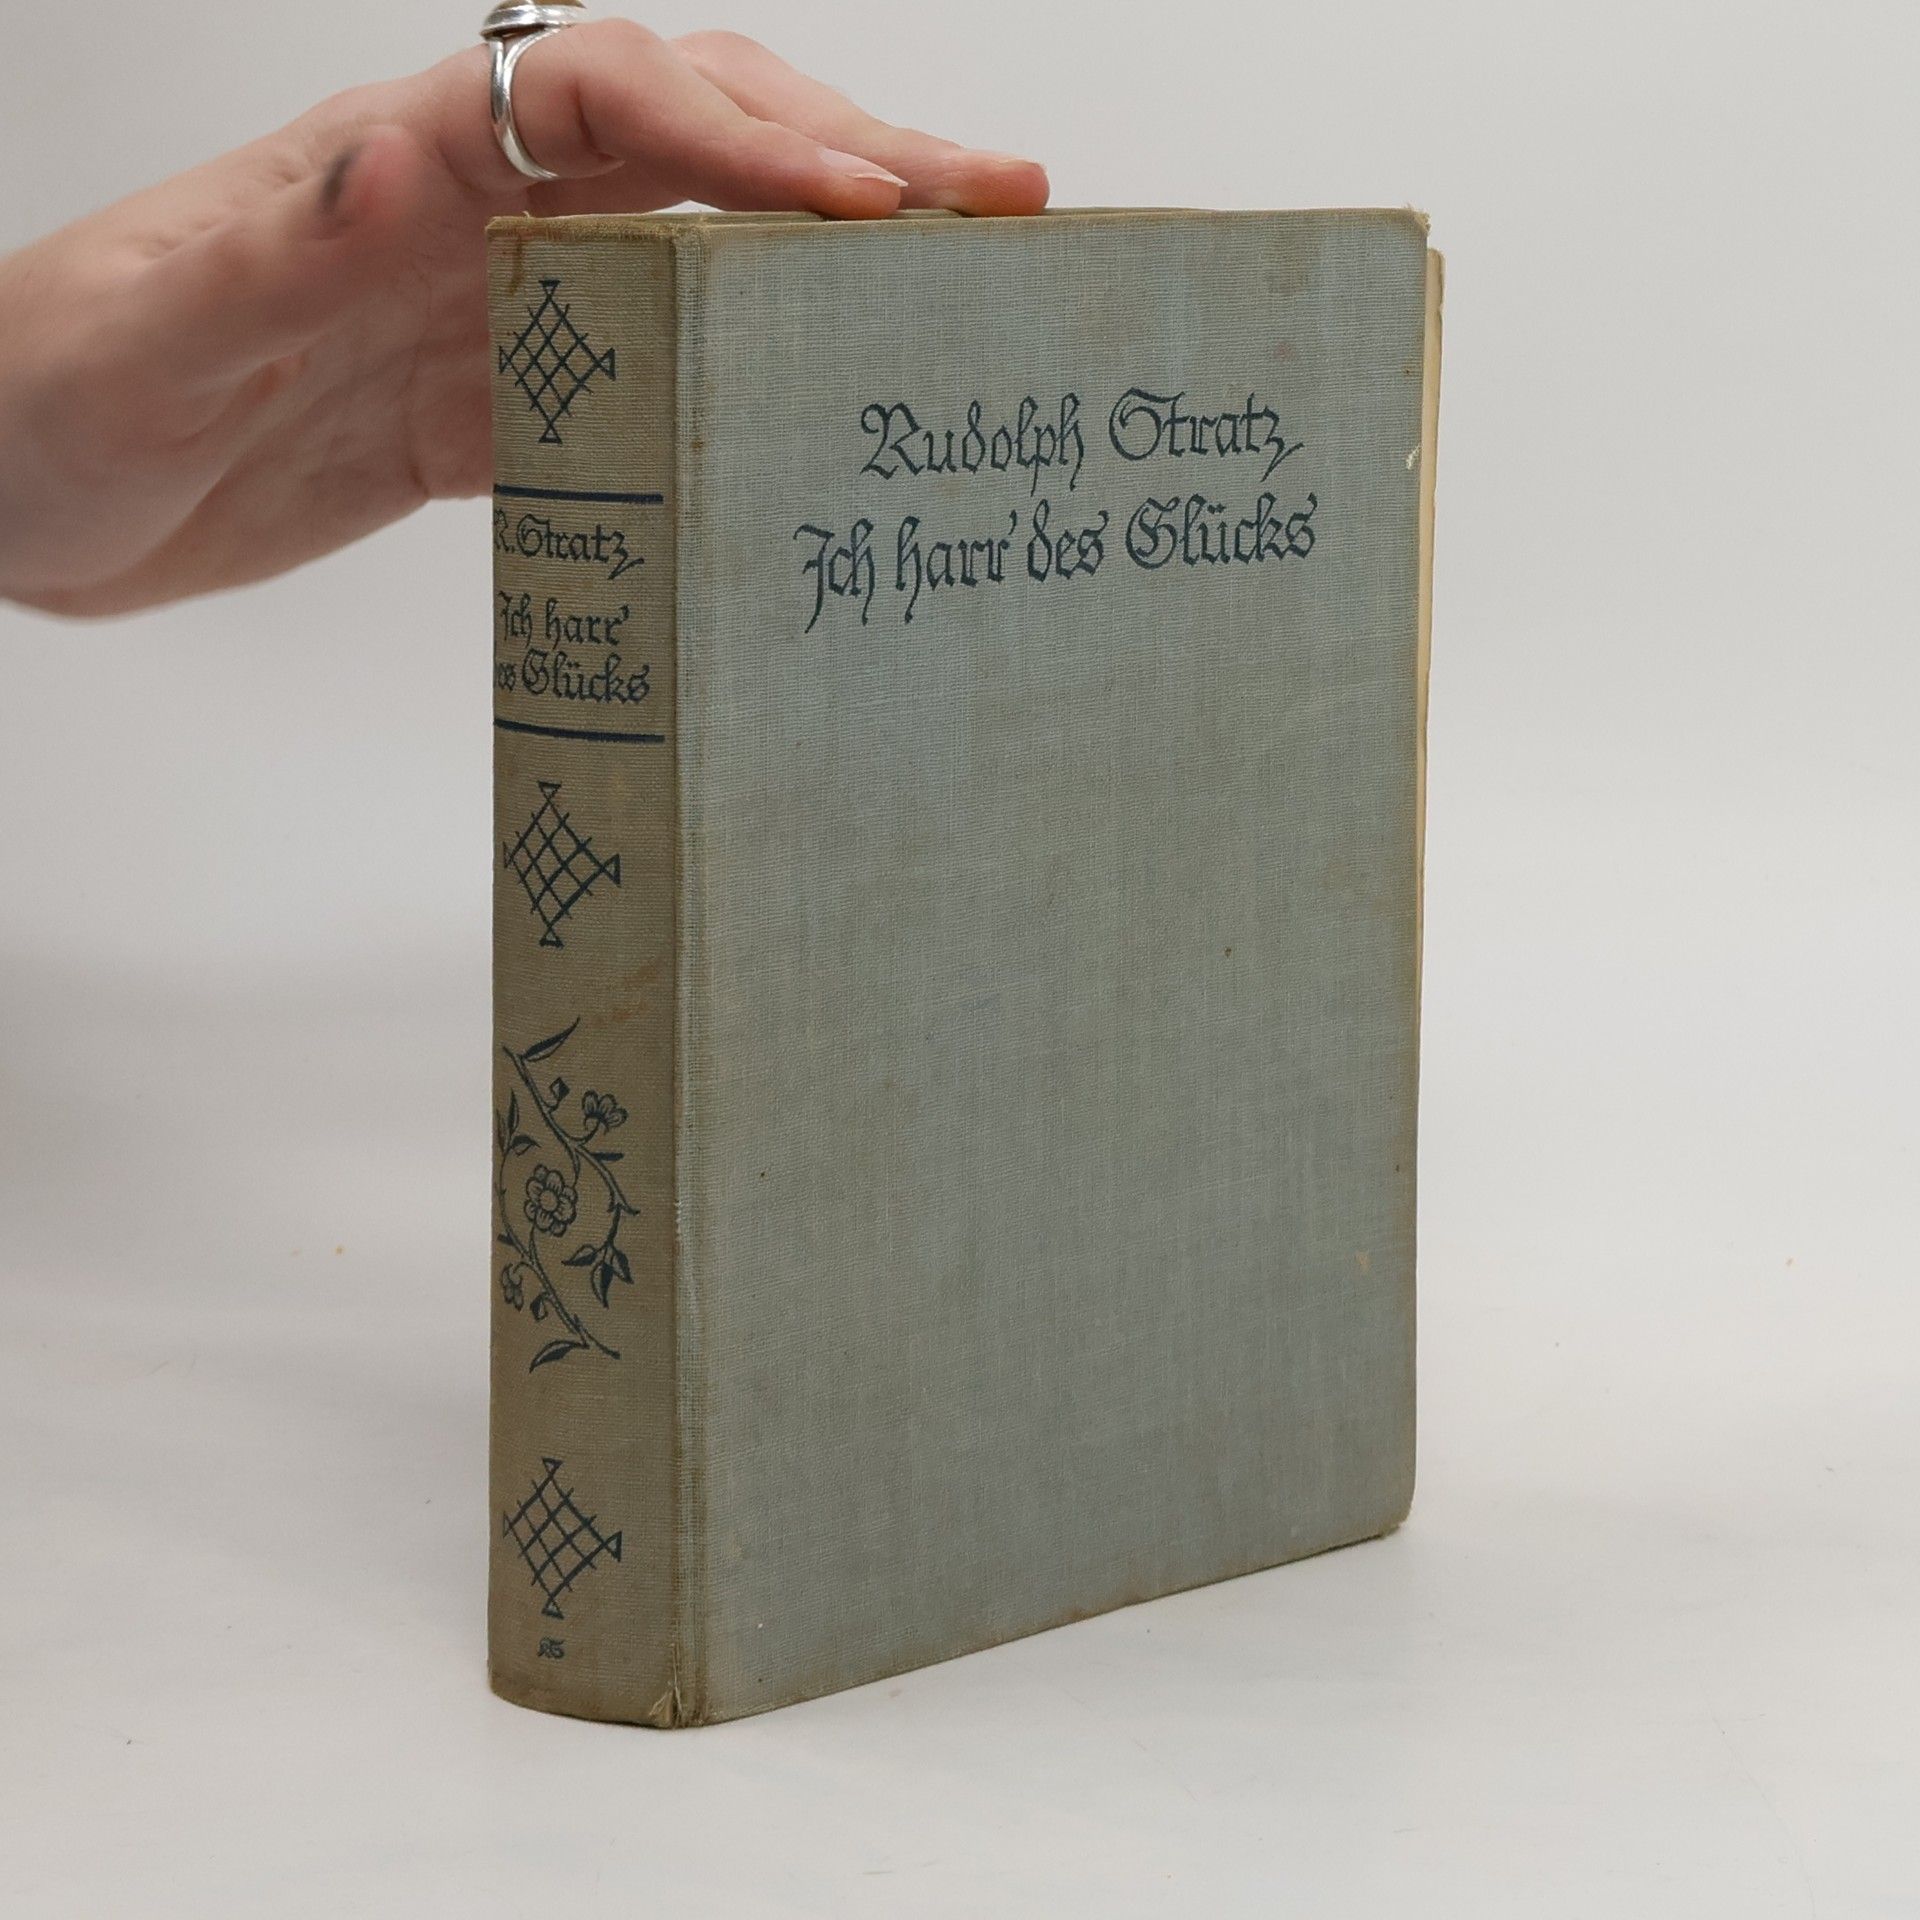 Rudolph Stratz
Ich harr' des Glücks
R. Stratz
Ich harr'
des Glücks